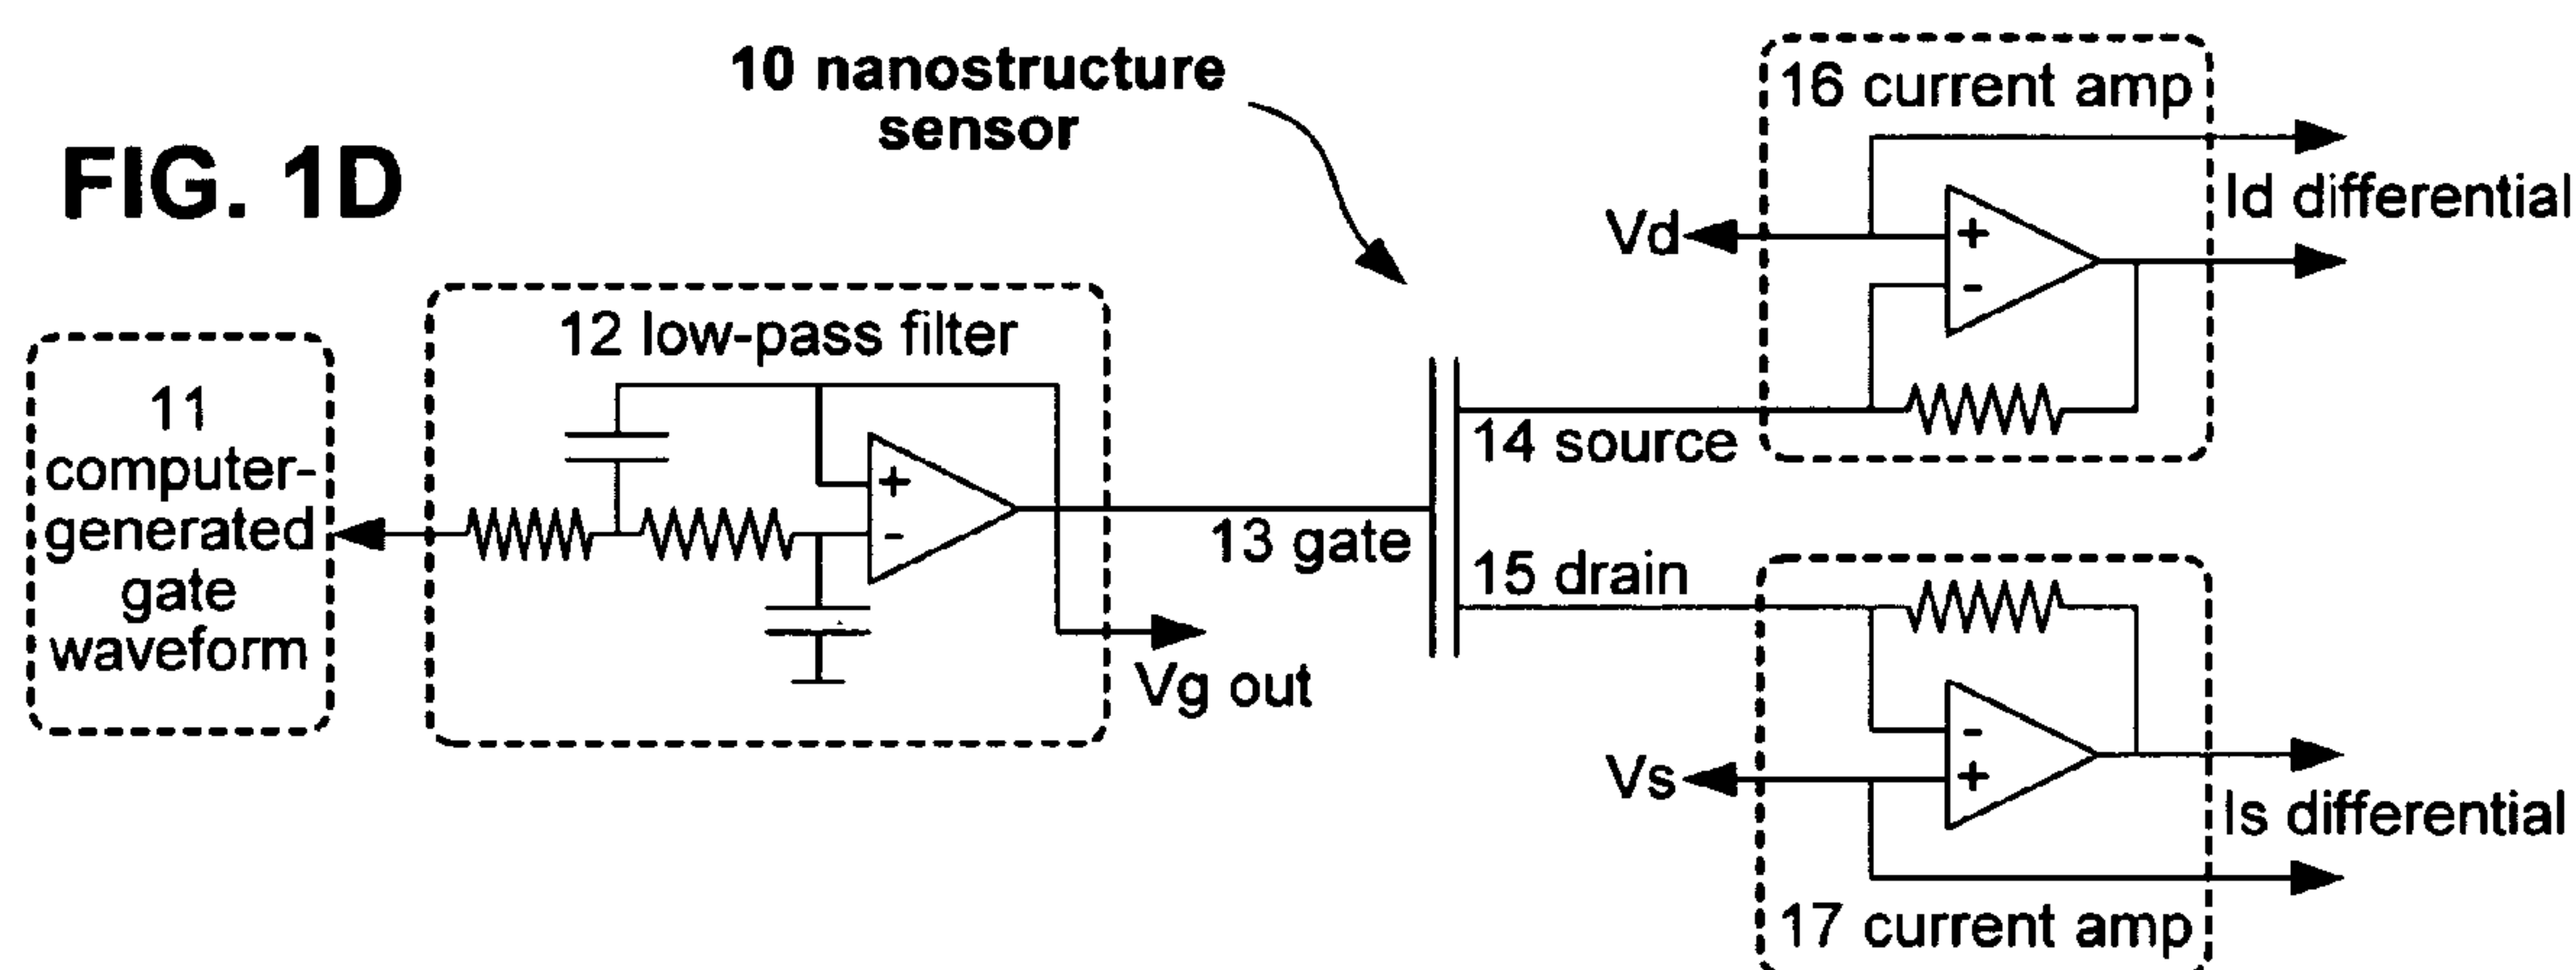 FIG. 1D
10 nanostructure
sensor
11
computer-
generated
gate
waveform
12 low-pass filter
+
-
Vg out
13 gate
14 source
15 drain
16 current amp
Vd
+
-
Id differential
Vs
-
+
Is differential
17 current amp